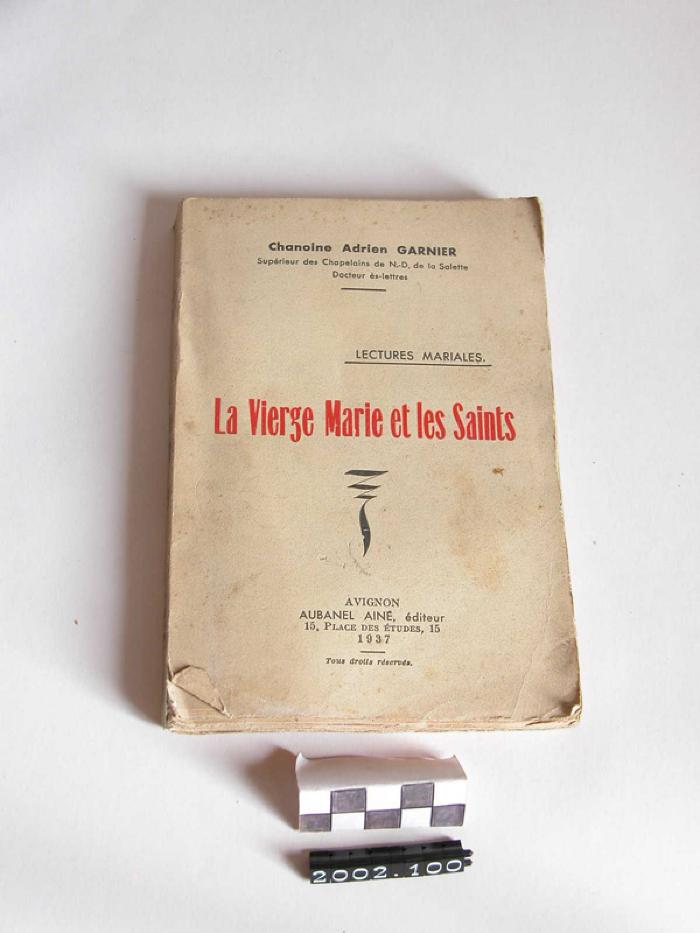 Chanoine Adrien GARNIER
Supérieur des Chapelains de N.-D. de la Salette
Docteur ès-lettres
LECTURES MARIALES.
La Vierge Marie et les Saints
AVIGNON
AUBANEL AINÉ, éditeur
15, PLACE DES ÉTUDES, 15
1937
Tous droits réservés.
2002.100